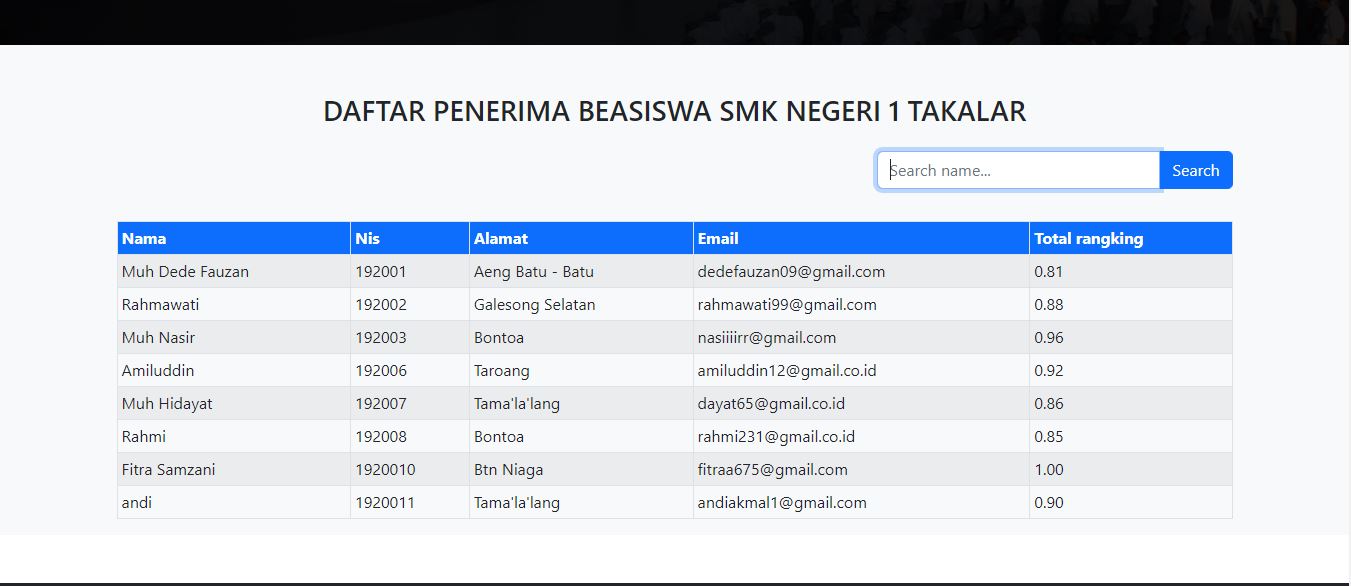 DAFTAR PENERIMA BEASISWA SMK NEGERI 1 TAKALAR
Search name... Search
Nama Nis Alamat Email Total rangking
Muh Dede Fauzan 192001 Aeng Batu - Batu dedefauzan09@gmail.com 0.81
Rahmawati 192002 Galesong Selatan rahmawati99@gmail.com 0.88
Muh Nasir 192003 Bontoa nasiiiirr@gmail.com 0.96
Amiluddin 192006 Taroang amiluddin12@gmail.co.id 0.92
Muh Hidayat 192007 Tama'la'lang dayat65@gmail.co.id 0.86
Rahmi 192008 Bontoa rahmi231@gmail.co.id 0.85
Fitra Samzani 1920010 Btn Niaga fitraa675@gmail.com 1.00
andi 1920011 Tama'la'lang andiakmal1@gmail.com 0.90